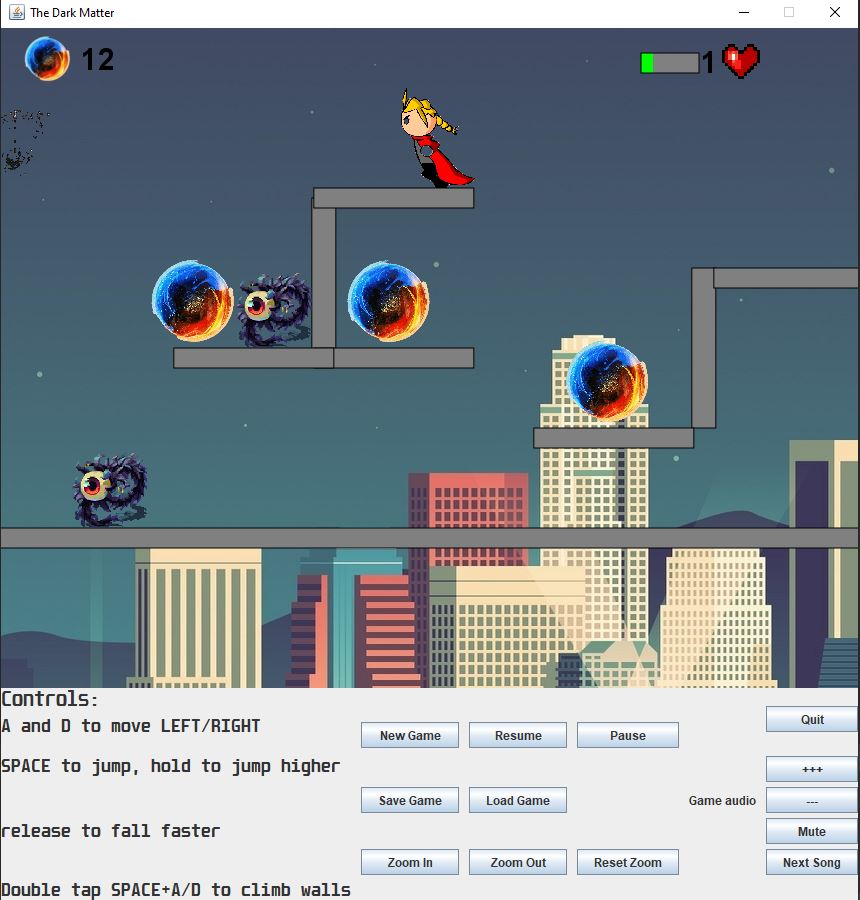 The Dark Matter
12
1
Controls:
A and D to move LEFT/RIGHT
New Game
Resume
Pause
Quit
SPACE to jump, hold to jump higher
+++
Save Game
Load Game
Game audio
---
release to fall faster
Mute
Zoom In
Zoom Out
Reset Zoom
Next Song
Double tap SPACE+A/D to climb walls